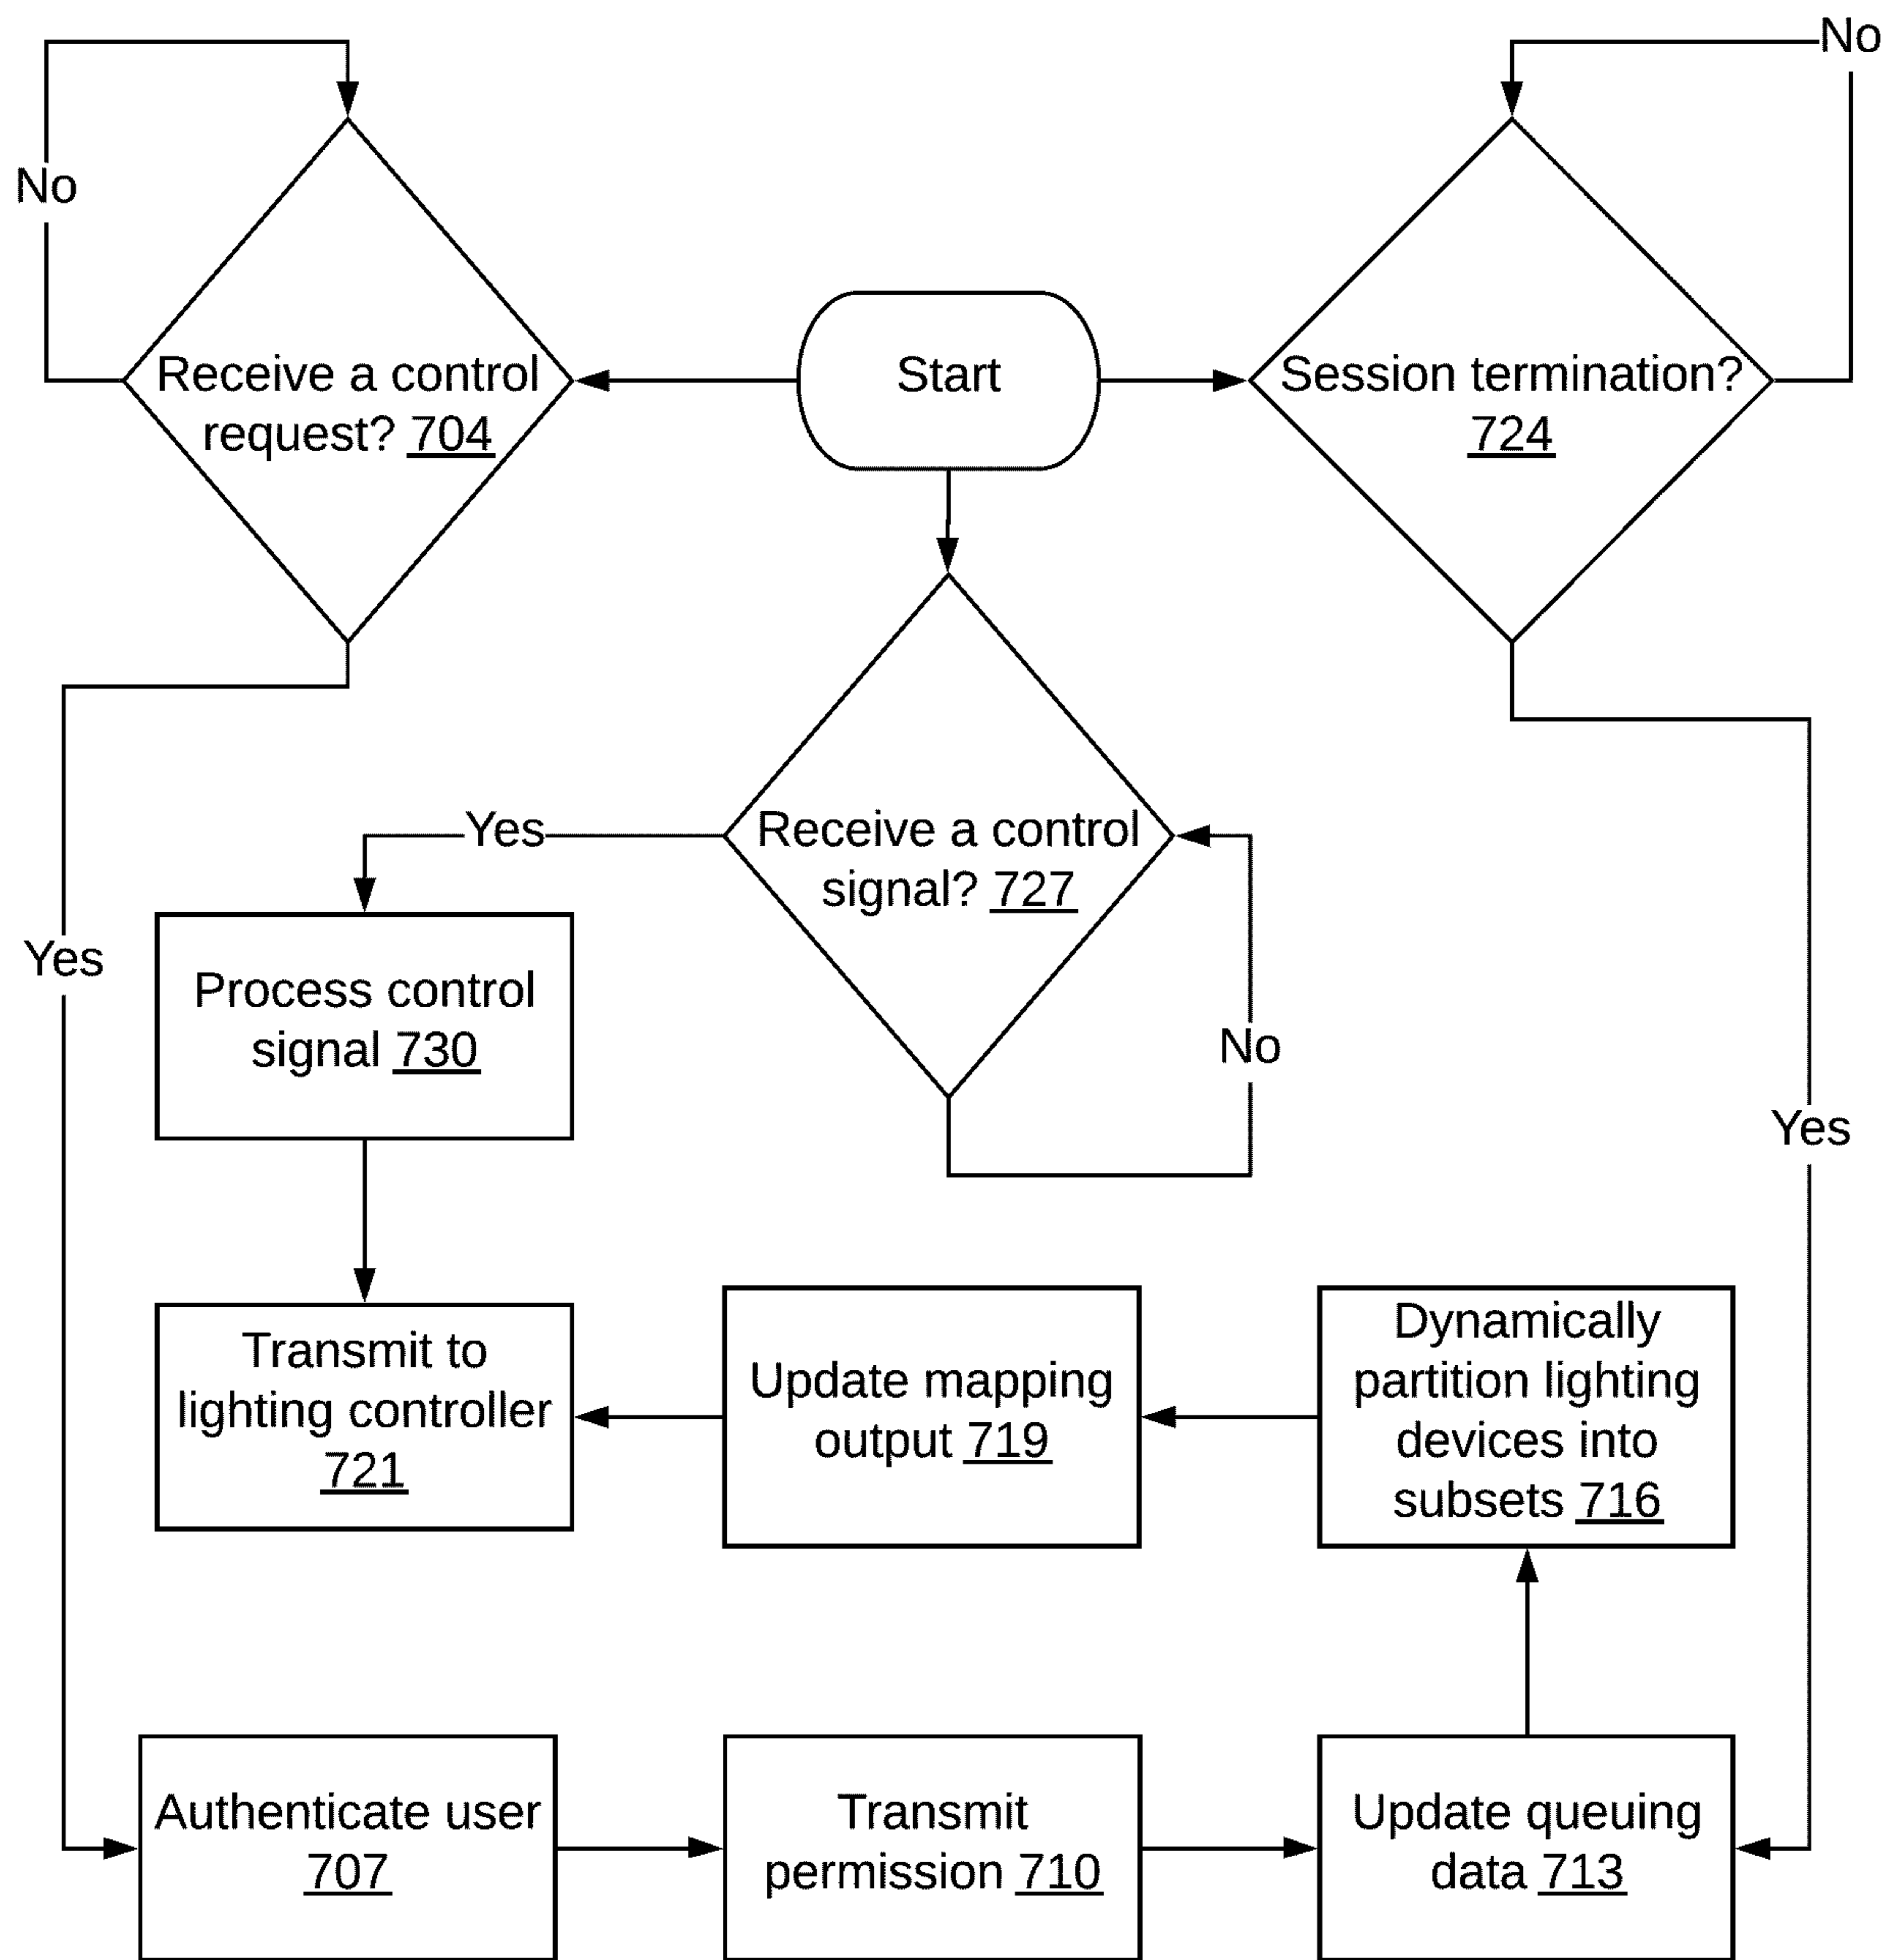 No
No
Receive a control
request? 704
Start
Session termination?
724
Yes
Receive a control
signal? 727
Yes
Process control
signal 730
No
Yes
Transmit to
lighting controller
721
Update mapping
output 719
Dynamically
partition lighting
devices into
subsets 716
Authenticate user
707
Transmit
permission 710
Update queuing
data 713